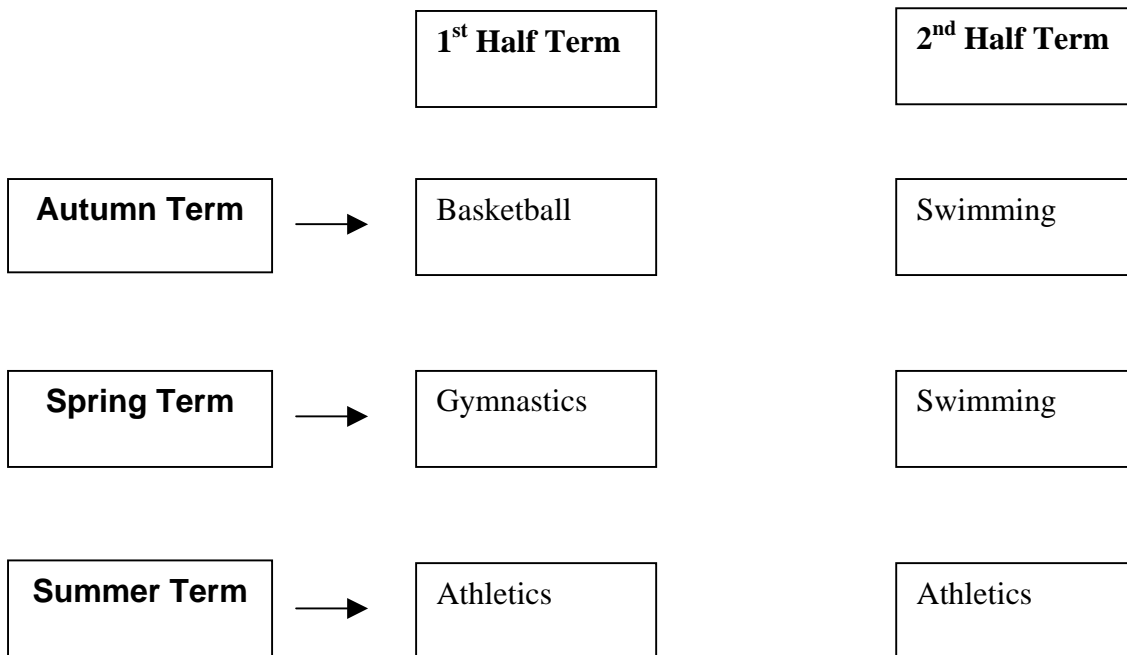 1st Half Term 2nd Half Term
Autumn Term Basketball Swimming
Spring Term Gymnastics Swimming
Summer Term Athletics Athletics